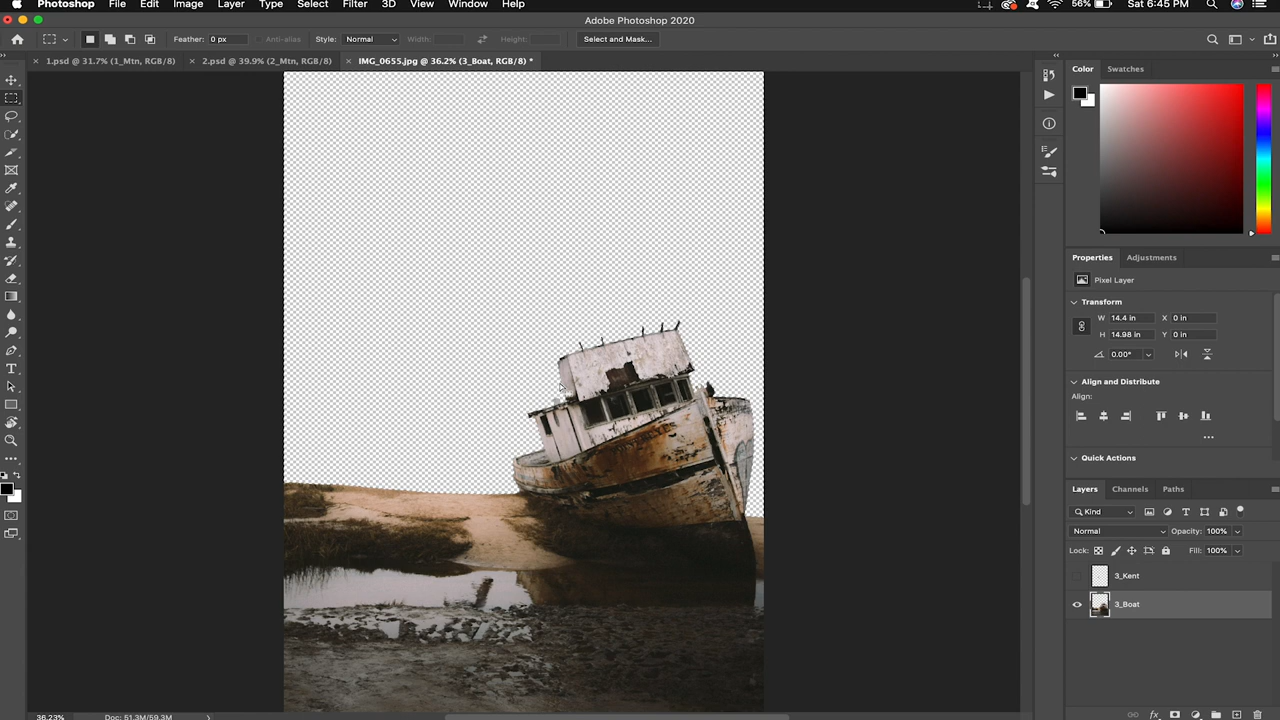 Photoshop File Edit Image Layer Type Select Filter 3D View Window Help 56% Sat 5:45 PM
Adobe Photoshop 2020
Feather: 0 px Anti-alias Style: Normal Width: Height: Select and Mask...
1.psd @ 31.7% (1_Mtn, RGB/8) 2.psd @ 39.9% (2_Mtn, RGB/8) IMG_0655.jpg @ 36.2% (3_Boat, RGB/8) *
Color Swatches
Properties Adjustments
Pixel Layer
Transform
W 14.4 in X 0 in
H 14.98 in Y 0 in
0.00°
Align and Distribute
Align:
Quick Actions
Layers Channels Paths
Kind
Normal Opacity: 100%
Lock: Fill: 100%
3_Kent
3_Boat
36.23% Doc: 51.3M/59.3M